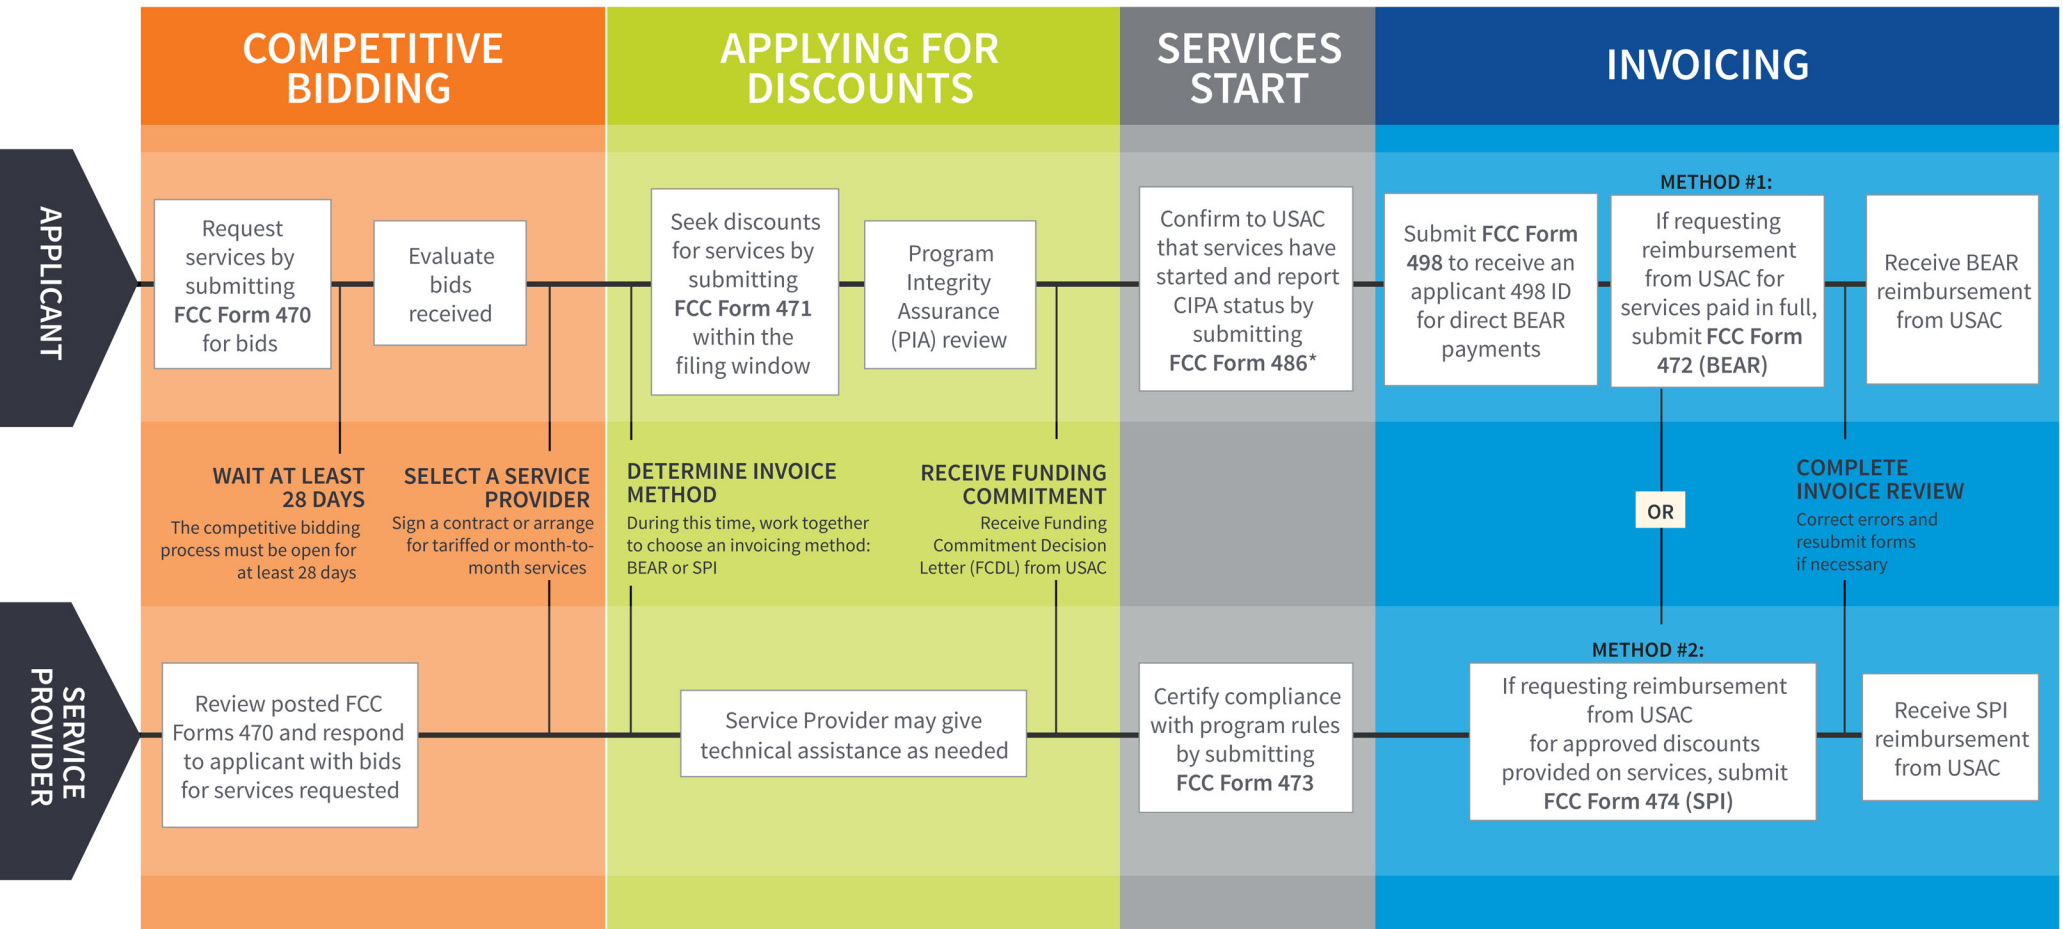 COMPETITIVE
BIDDING
APPLYING FOR
DISCOUNTS
SERVICES
START
INVOICING
APPLICANT
Request
services by
submitting
FCC Form 470
for bids
Evaluate
bids
received
Seek discounts
for services by
submitting
FCC Form 471
within the
filing window
Program
Integrity
Assurance
(PIA) review
Confirm to USAC
that services have
started and report
CIPA status by
submitting
FCC Form 486*
Submit FCC Form
498 to receive an
applicant 498 ID
for direct BEAR
payments
METHOD #1:
If requesting
reimbursement
from USAC for
services paid in full,
submit FCC Form
472 (BEAR)
Receive BEAR
reimbursement
from USAC
WAIT AT LEAST
28 DAYS
The competitive bidding
process must be open for
at least 28 days
SELECT A SERVICE
PROVIDER
Sign a contract or arrange
for tariffed or month-to-
month services
DETERMINE INVOICE
METHOD
During this time, work together
to choose an invoicing method:
BEAR or SPI
RECEIVE FUNDING
COMMITMENT
Receive Funding
Commitment Decision
Letter (FCDL) from USAC
OR
COMPLETE
INVOICE REVIEW
Correct errors and
resubmit forms
if necessary
SERVICE
PROVIDER
Review posted FCC
Forms 470 and respond
to applicant with bids
for services requested
Service Provider may give
technical assistance as needed
Certify compliance
with program rules
by submitting
FCC Form 473
METHOD #2:
If requesting reimbursement
from USAC
for approved discounts
provided on services, submit
FCC Form 474 (SPI)
Receive SPI
reimbursement
from USAC